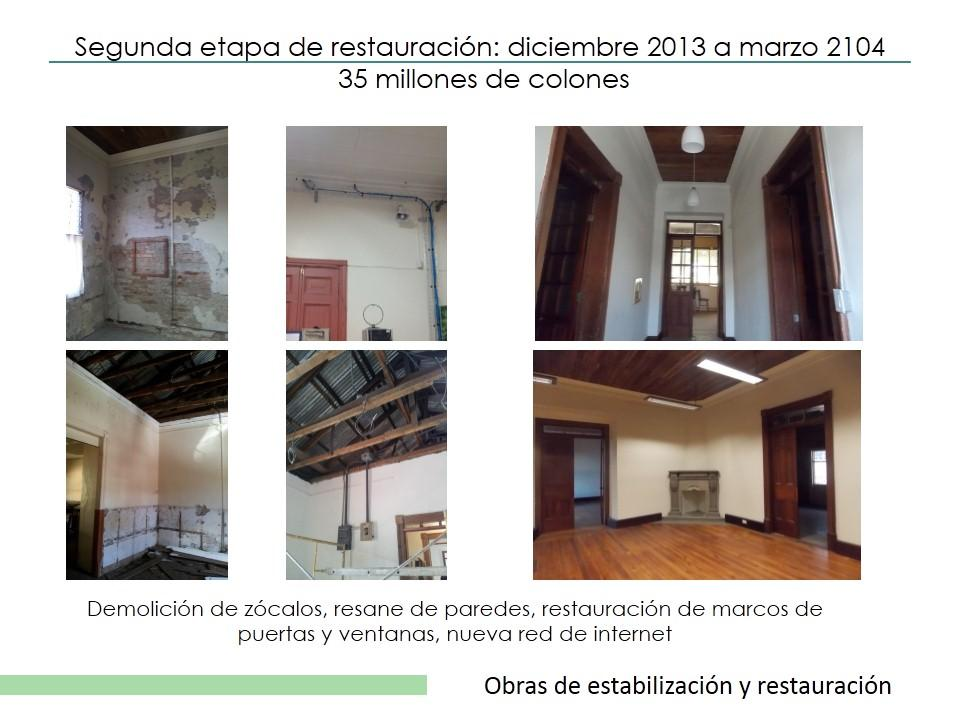 Segunda etapa de restauración: diciembre 2013 a marzo 2104
35 millones de colones
Demolición de zócalos, resane de paredes, restauración de marcos de
puertas y ventanas, nueva red de internet
Obras de estabilización y restauración